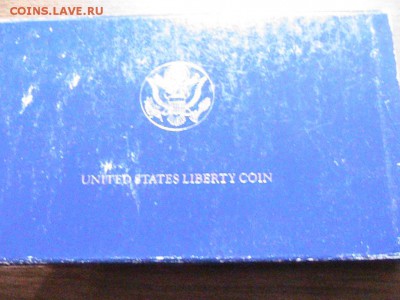 COINS.LAVE.RU
UNITED STATES LIBERTY COIN